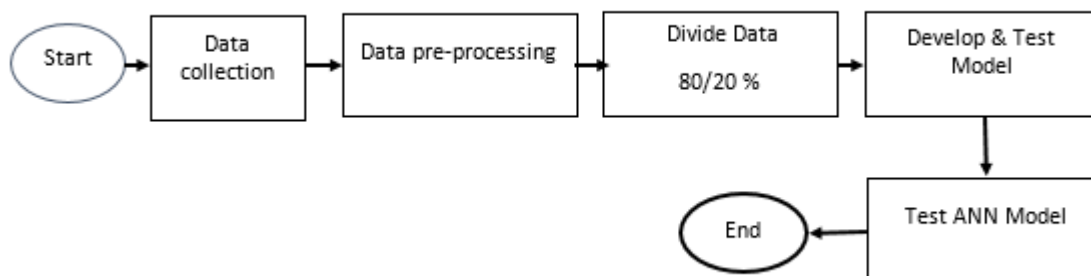 Start
Data
collection
Data pre-processing
Divide Data
80/20 %
Develop & Test
Model
Test ANN Model
End